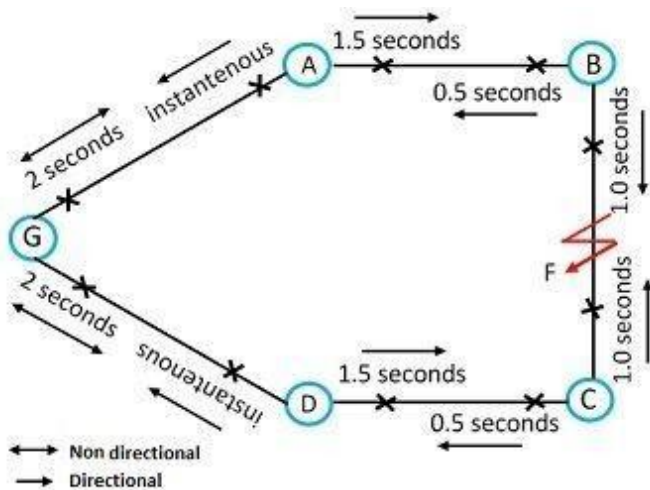 1.5 seconds
A
B
instantenous
0.5 seconds
2 seconds
1.0 seconds
G
F
2 seconds
1.0 seconds
instantenous
1.5 seconds
D
C
0.5 seconds
Non directional
Directional